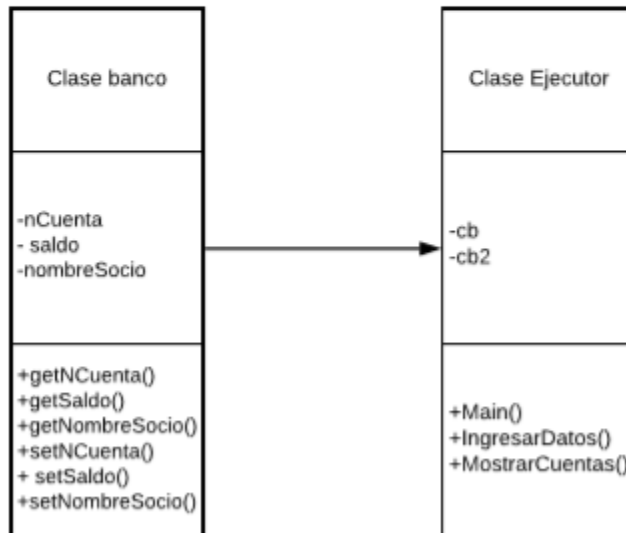 Clase banco
-nCuenta
- saldo
-nombreSocio
+getNCuenta()
+getSaldo()
+getNombreSocio()
+setNCuenta()
+ setSaldo()
+setNombreSocio()
Clase Ejecutor
-cb
-cb2
+Main()
+IngresarDatos()
+MostrarCuentas()